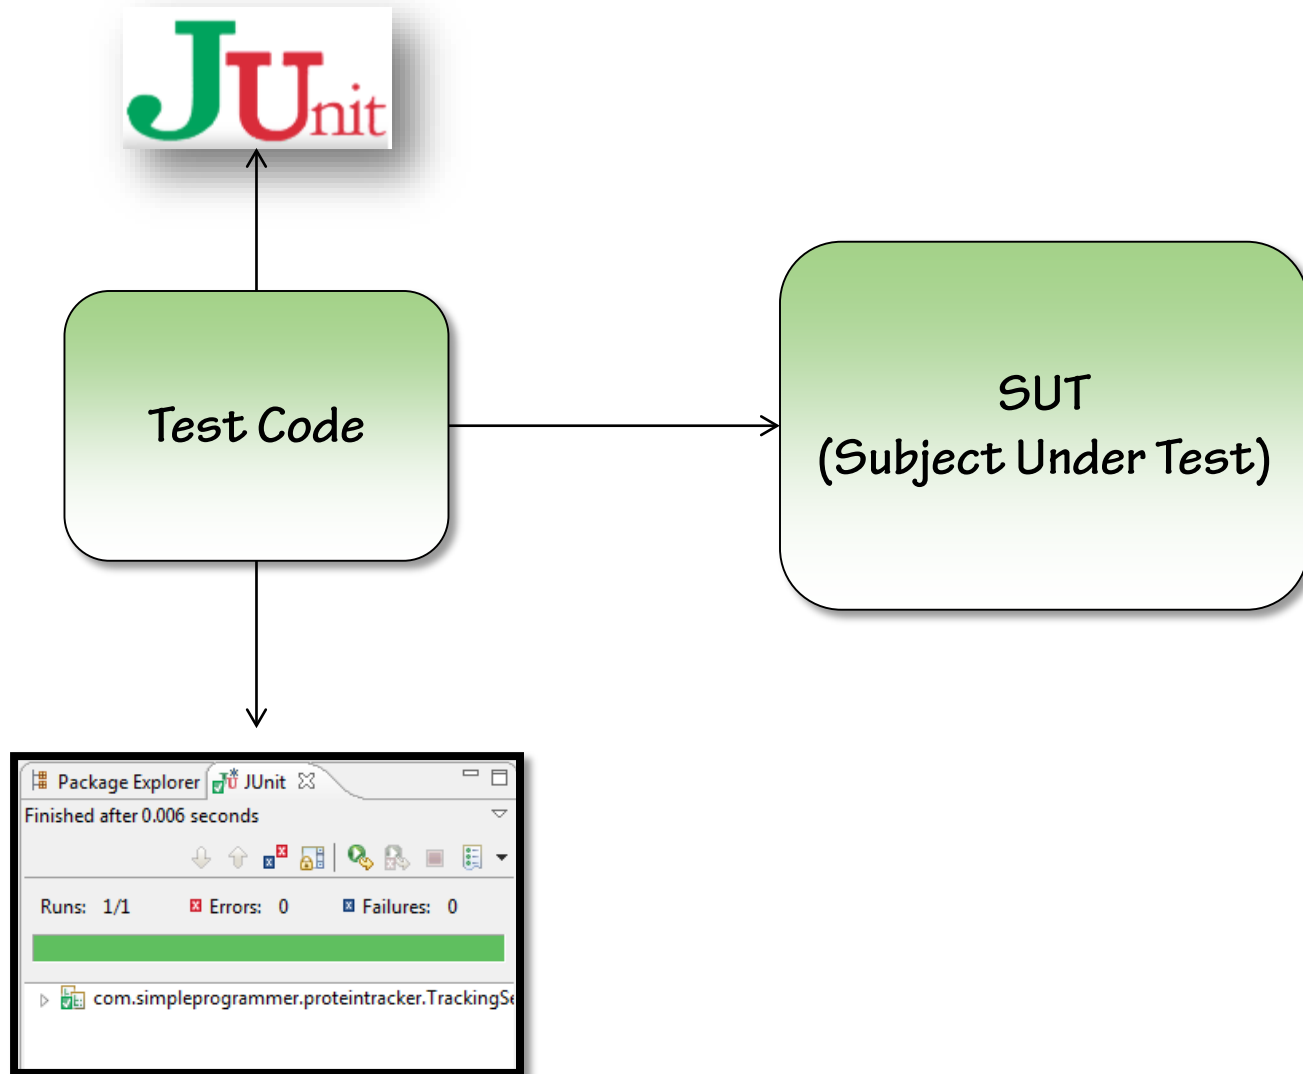 JUnit
Test Code
SUT
(Subject Under Test)
Package Explorer JUnit
Finished after 0.006 seconds
Runs: 1/1 Errors: 0 Failures: 0
com.simpleprogrammer.proteintracker.TrackingSe